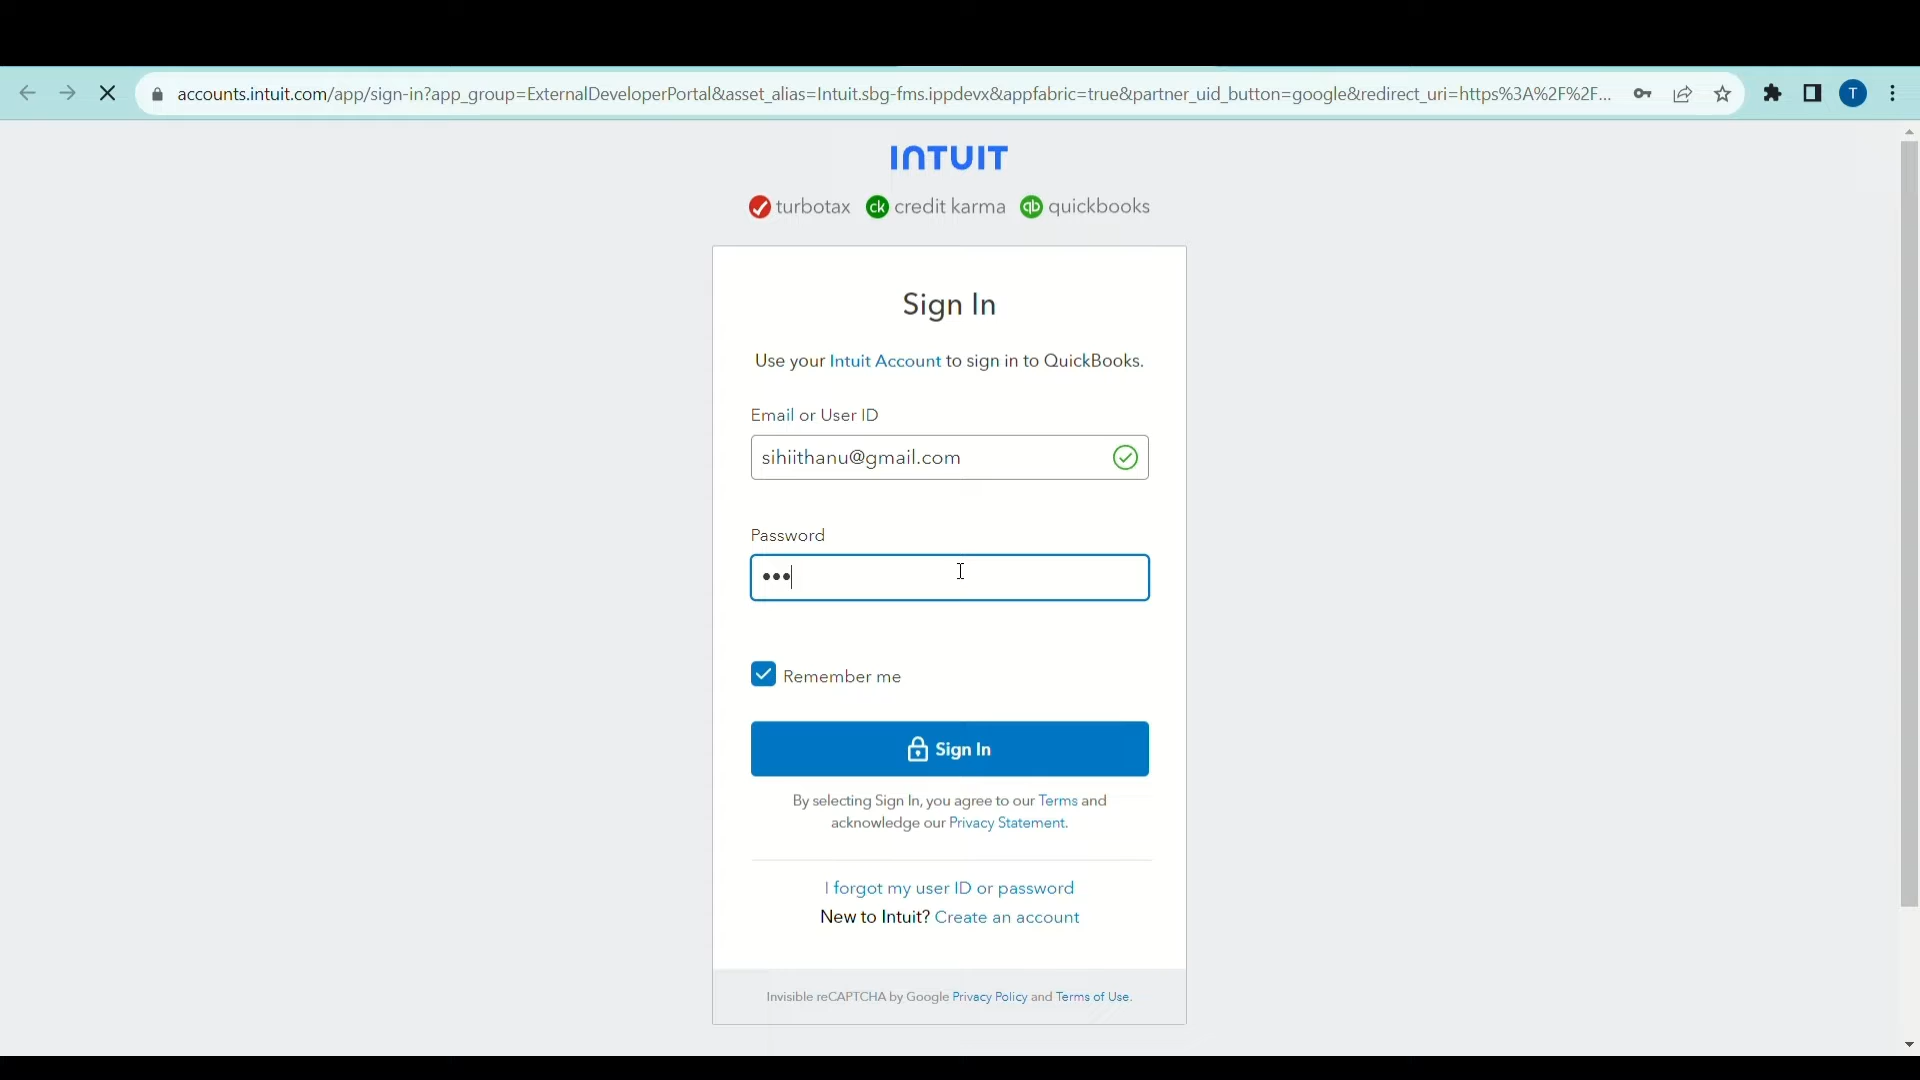 accounts.intuit.com/app/sign-in?app_group=ExternalDeveloperPortal&asset_alias=Intuit.sbg-fms.ippdevx&appfabric=true&partner_uid_button=google&redirect_uri=https%3A%2F%2F...
T
INTUIT
turbotax ck credit karma qb quickbooks
Sign In
Use your Intuit Account to sign in to QuickBooks.
Email or User ID
sihiithanu@gmail.com
Password
•••
Remember me
Sign In
By selecting Sign In, you agree to our Terms and
acknowledge our Privacy Statement.
I forgot my user ID or password
New to Intuit? Create an account
Invisible reCAPTCHA by Google Privacy Policy and Terms of Use.